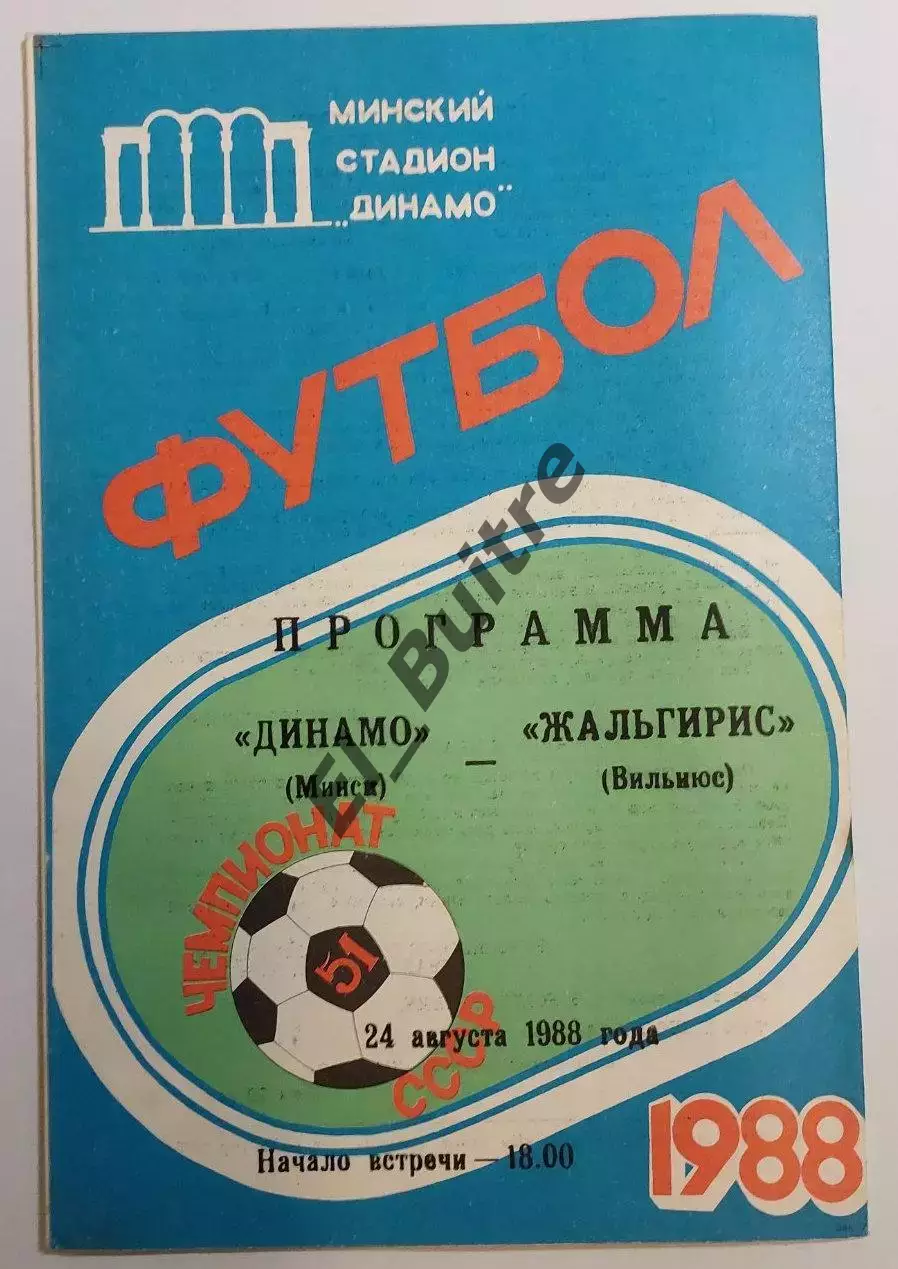 МИНСКИЙ
СТАДИОН
„ДИНАМО"
ФУТБОЛ
ПРОГРАММА
«ДИНАМО» — «ЖАЛЬГИРИС»
(Минск) (Вильнюс)
El_Buitre
ЧЕМПИОНАТ
51
СССР
24 августа 1988 года
1988
Начало встречи — 18.00